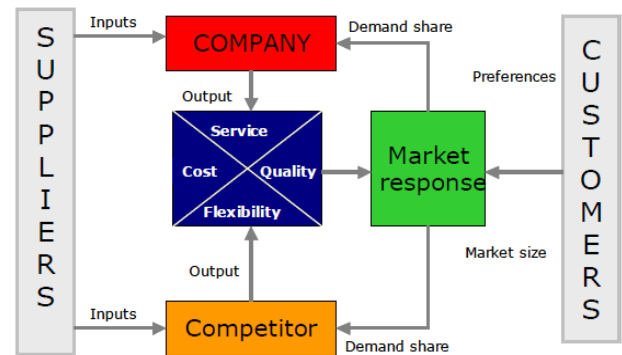 SUPPLIERS
Inputs
COMPANY
Demand share
CUSTOMERS
Preferences
Output
Service
Cost
Quality
Flexibility
Market
response
Market size
Output
Inputs
Competitor
Demand share